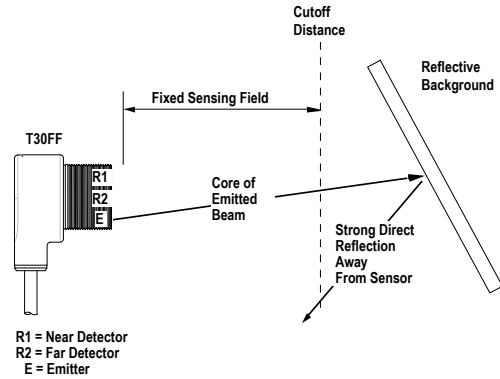 Cutoff
Distance
Reflective
Background
Fixed Sensing Field
T30FF
R1
R2
E
Core of
Emitted
Beam
Strong Direct
Reflection
Away
From Sensor
R1 = Near Detector
R2 = Far Detector
E = Emitter